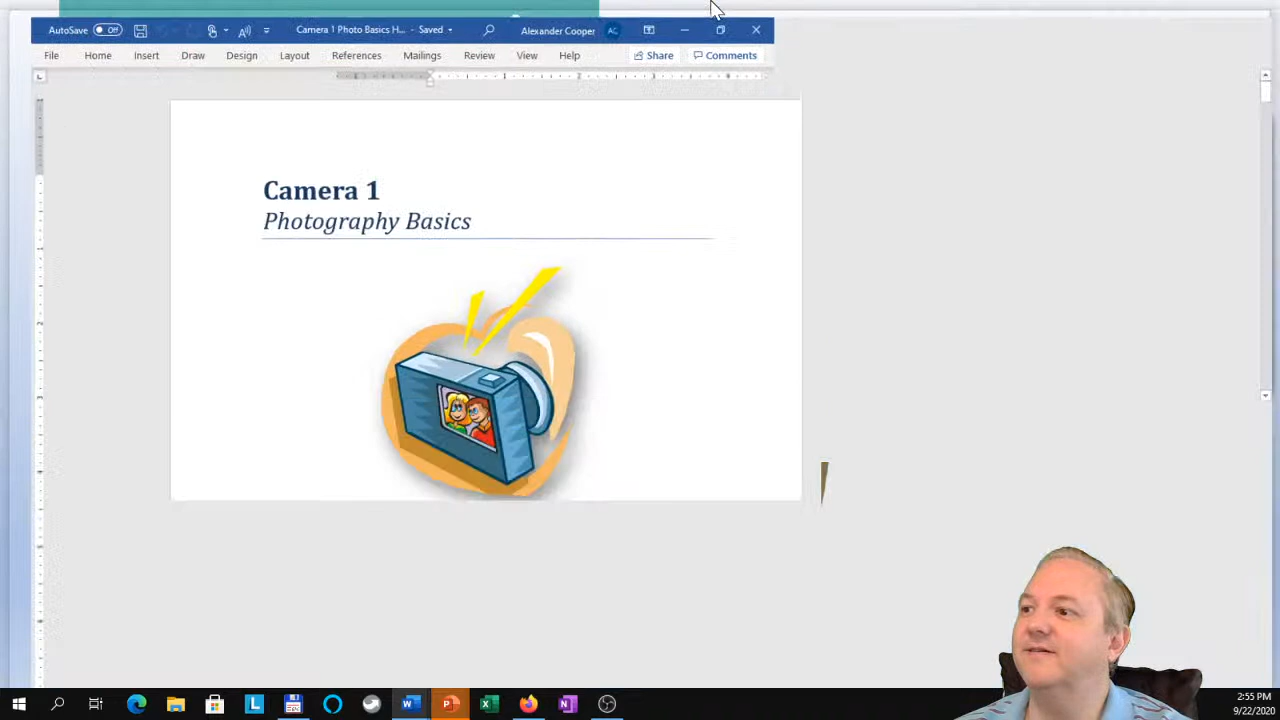 AutoSave Off Camera 1 Photo Basics H... - Saved Alexander Cooper AC
File Home Insert Draw Design Layout References Mailings Review View Help Share Comments
Camera 1
Photography Basics
2:55 PM
9/22/2020